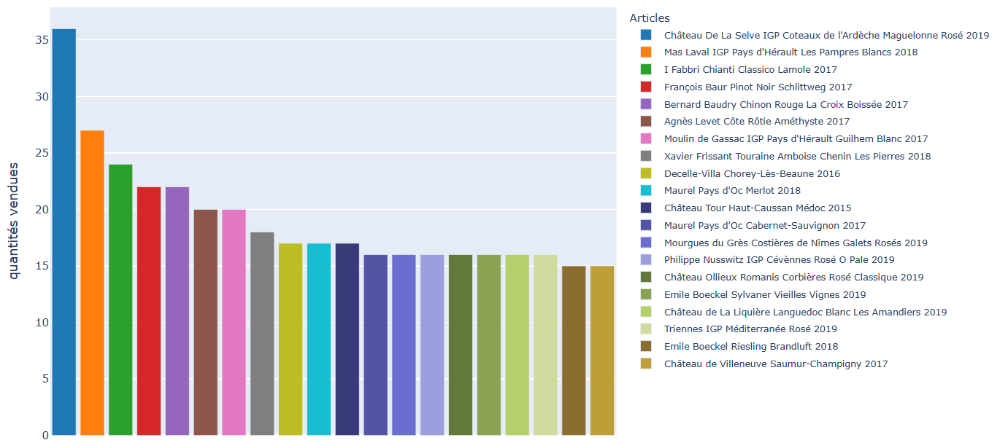 quantités vendues
35
30
25
20
15
10
5
0
Articles
Château De La Selve IGP Coteaux de l'Ardèche Maguelonne Rosé 2019
Mas Laval IGP Pays d'Hérault Les Pampres Blancs 2018
I Fabbri Chianti Classico Lamole 2017
François Baur Pinot Noir Schlittweg 2017
Bernard Baudry Chinon Rouge La Croix Boissée 2017
Agnès Levet Côte Rôtie Améthyste 2017
Moulin de Gassac IGP Pays d'Hérault Guilhem Blanc 2017
Xavier Frissant Touraine Amboise Chenin Les Pierres 2018
Decelle-Villa Chorey-Lès-Beaune 2016
Maurel Pays d'Oc Merlot 2018
Château Tour Haut-Caussan Médoc 2015
Maurel Pays d'Oc Cabernet-Sauvignon 2017
Mourgues du Grès Costières de Nîmes Galets Rosés 2019
Philippe Nusswitz IGP Cévènnes Rosé O Pale 2019
Château Ollieux Romanis Corbières Rosé Classique 2019
Emile Boeckel Sylvaner Vieilles Vignes 2019
Château de La Liquière Languedoc Blanc Les Amandiers 2019
Triennes IGP Méditerranée Rosé 2019
Emile Boeckel Riesling Brandluft 2018
Château de Villeneuve Saumur-Champigny 2017